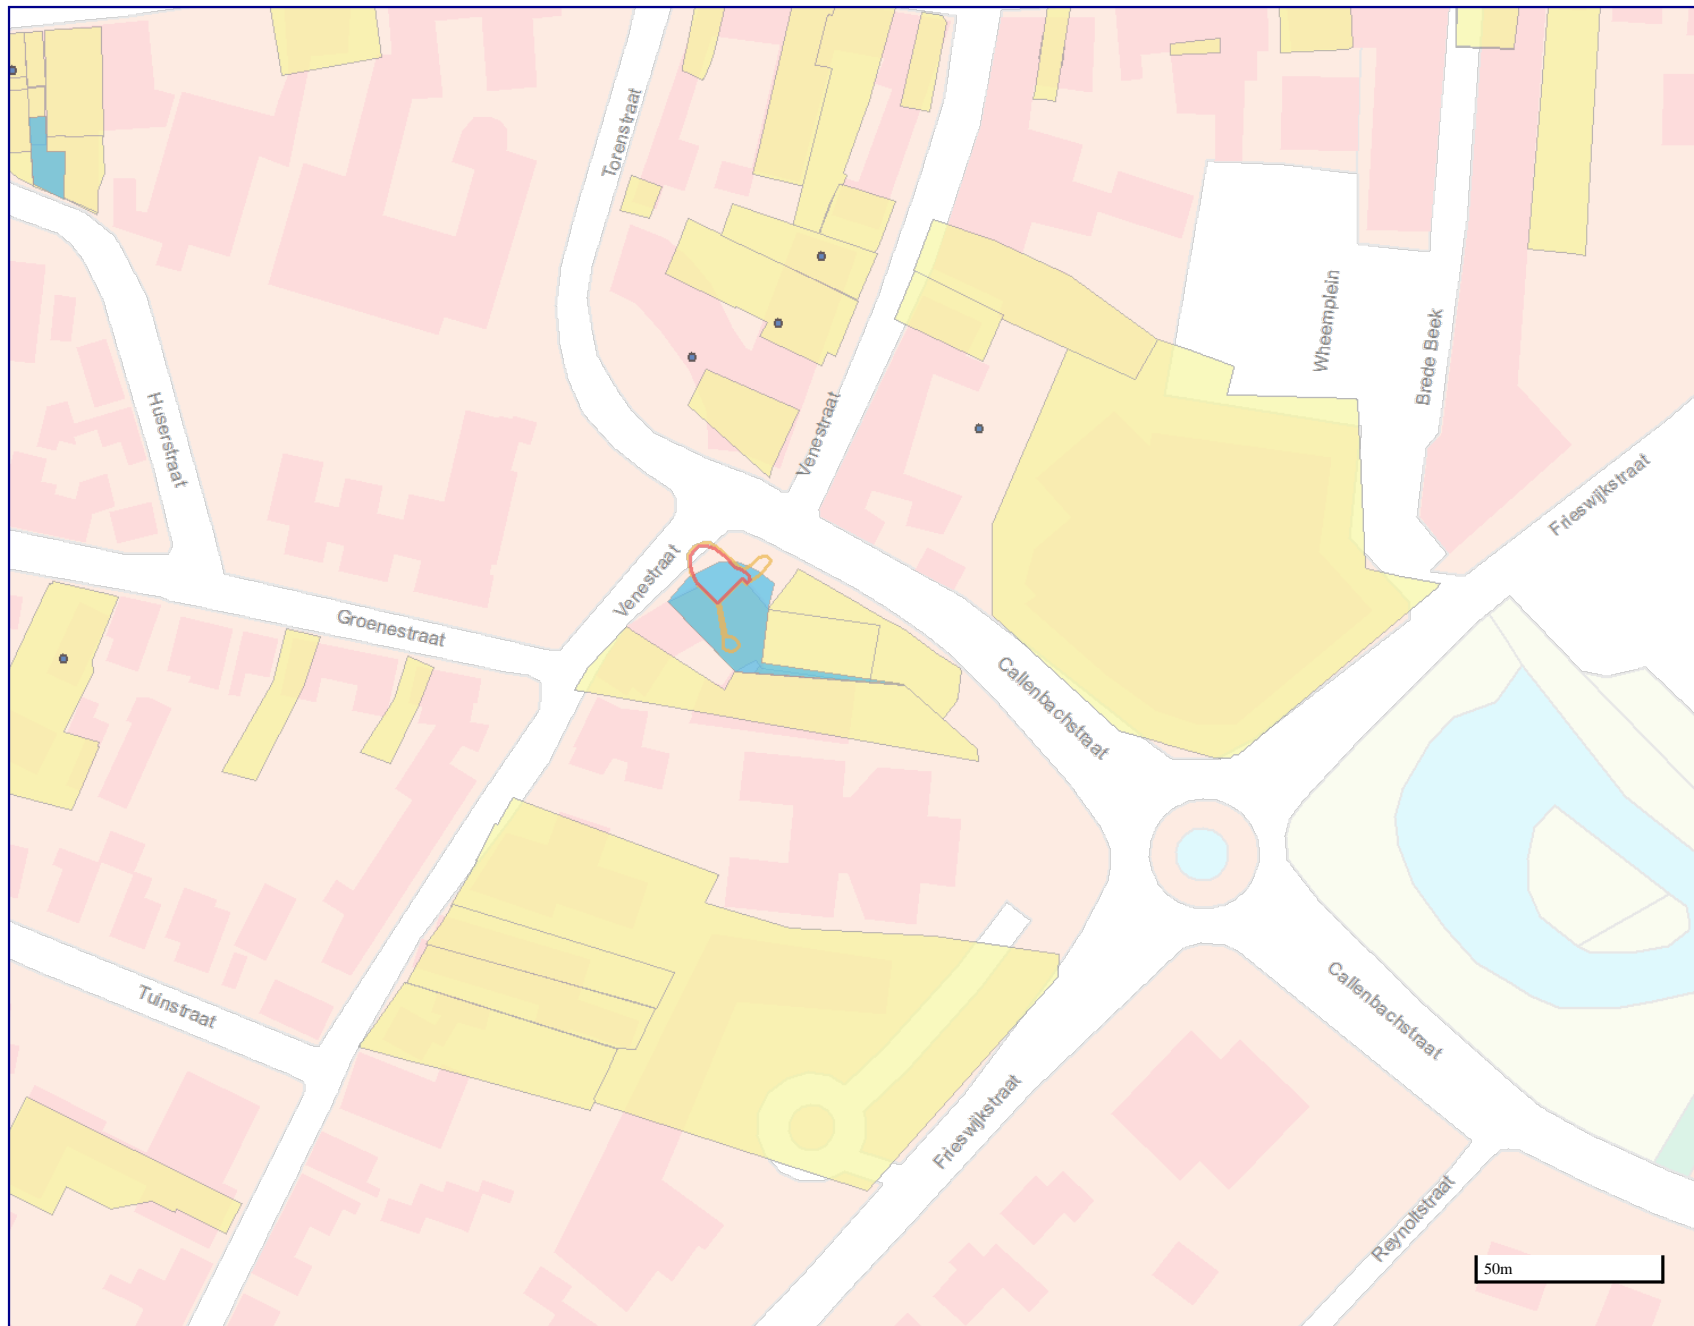 Torenstraat
Wheemplein
Brede Beek
Venestraat
Huserstraat
Frieswijkstraat
Venestraat
Groenestraat
Callenbachstraat
Callenbachstraat
Tuinstraat
Frieswijkstraat
Reynoltstraat
50m